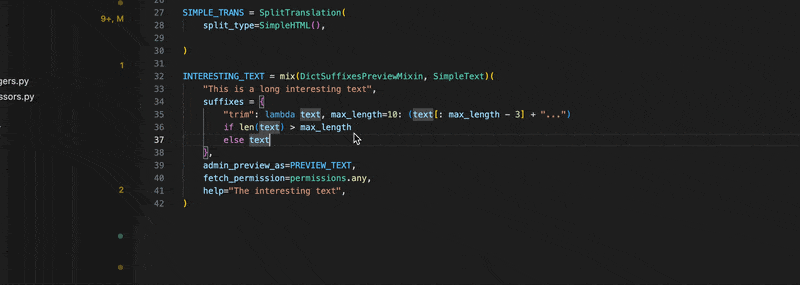 9+, M
1
gers.py
ssors.py
2
27 SIMPLE_TRANS = SplitTranslation(
28 split_type=SimpleHTML(),
29
30 )
31
32 INTERESTING_TEXT = mix(DictSuffixesPreviewMixin, SimpleText)(
33 "This is a long interesting text",
34 suffixes = {
35 "trim": lambda text, max_length=10: (text[: max_length - 3] + "...")
36 if len(text) > max_length
37 else text
38 },
39 admin_preview_as=PREVIEW_TEXT,
40 fetch_permission=permissions.any,
41 help="The interesting text",
42 )